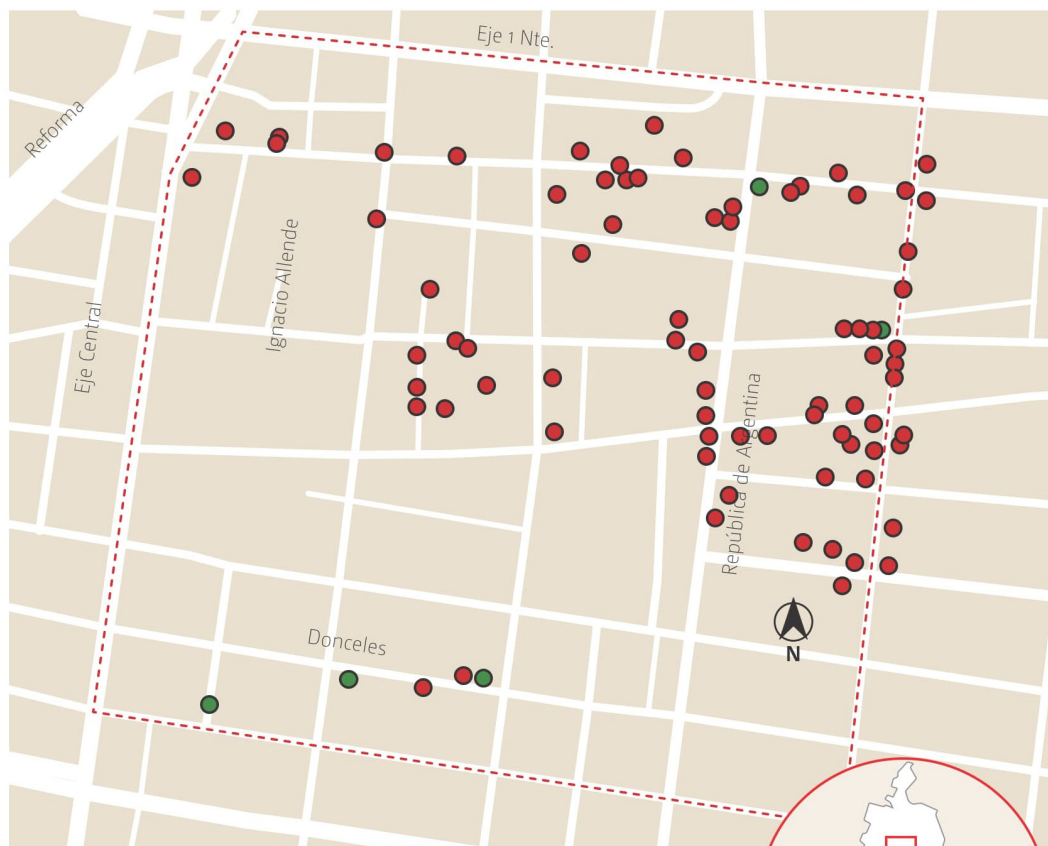 Eje 1 Nte.
Reforma
Ignacio Allende
Eje Central
República de Argentina
Donceles
N